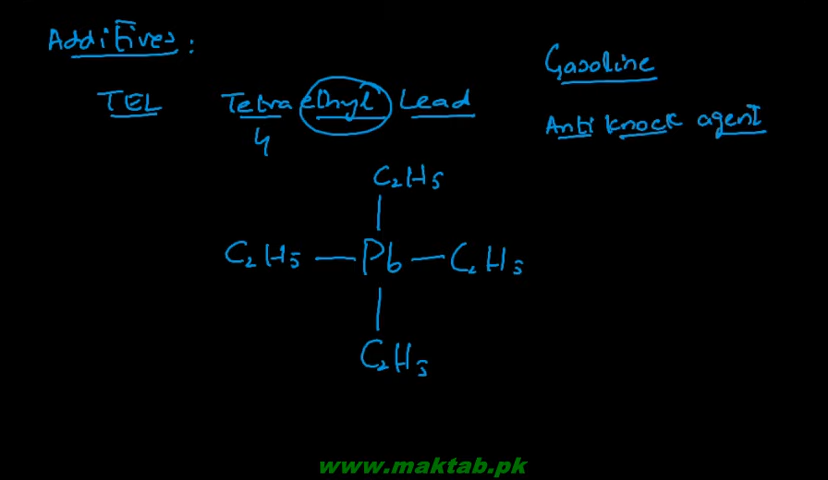 Additives:
Gasoline
TEL Tetra ethyl Lead
Anti knock agent
4
C₂H₅
C₂H₅ — Pb — C₂H₅
C₂H₅
www.maktab.pk